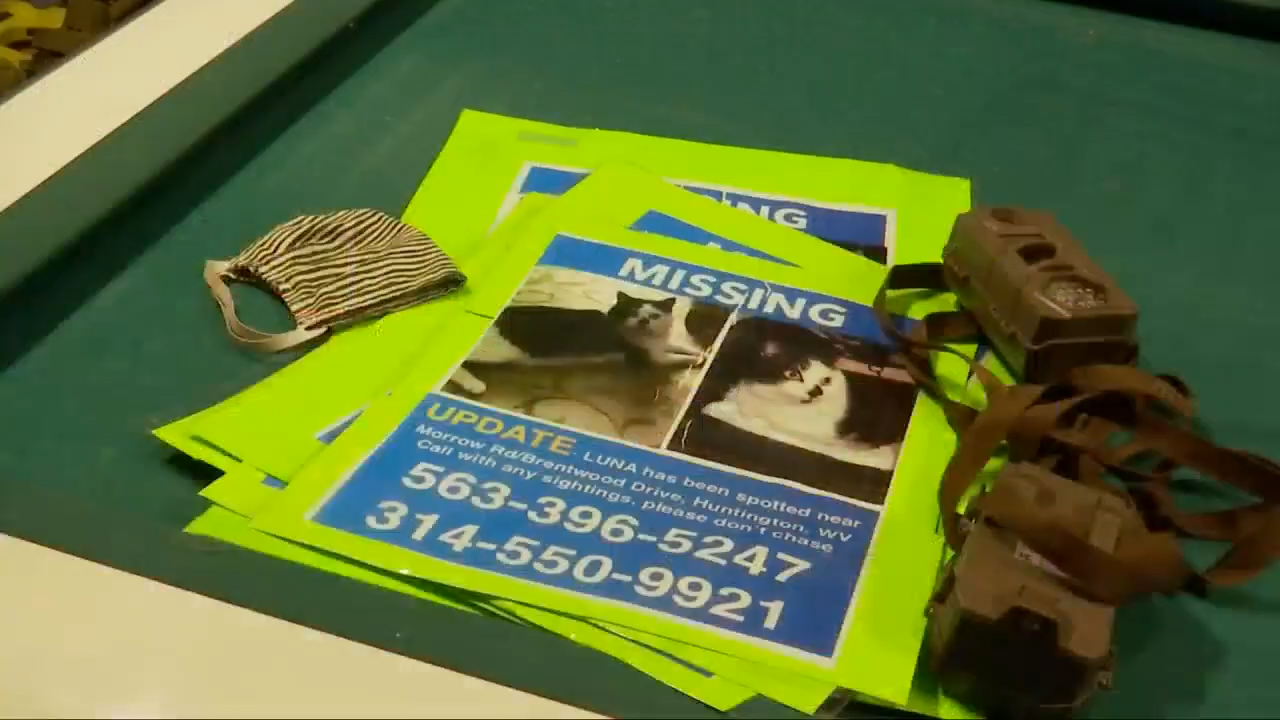 ING
MISSING
UPDATE: LUNA has been spotted near
Morrow Rd/Brentwood Drive, Huntington, WV
Call with any sightings, please don't chase
563-396-5247
314-550-9921